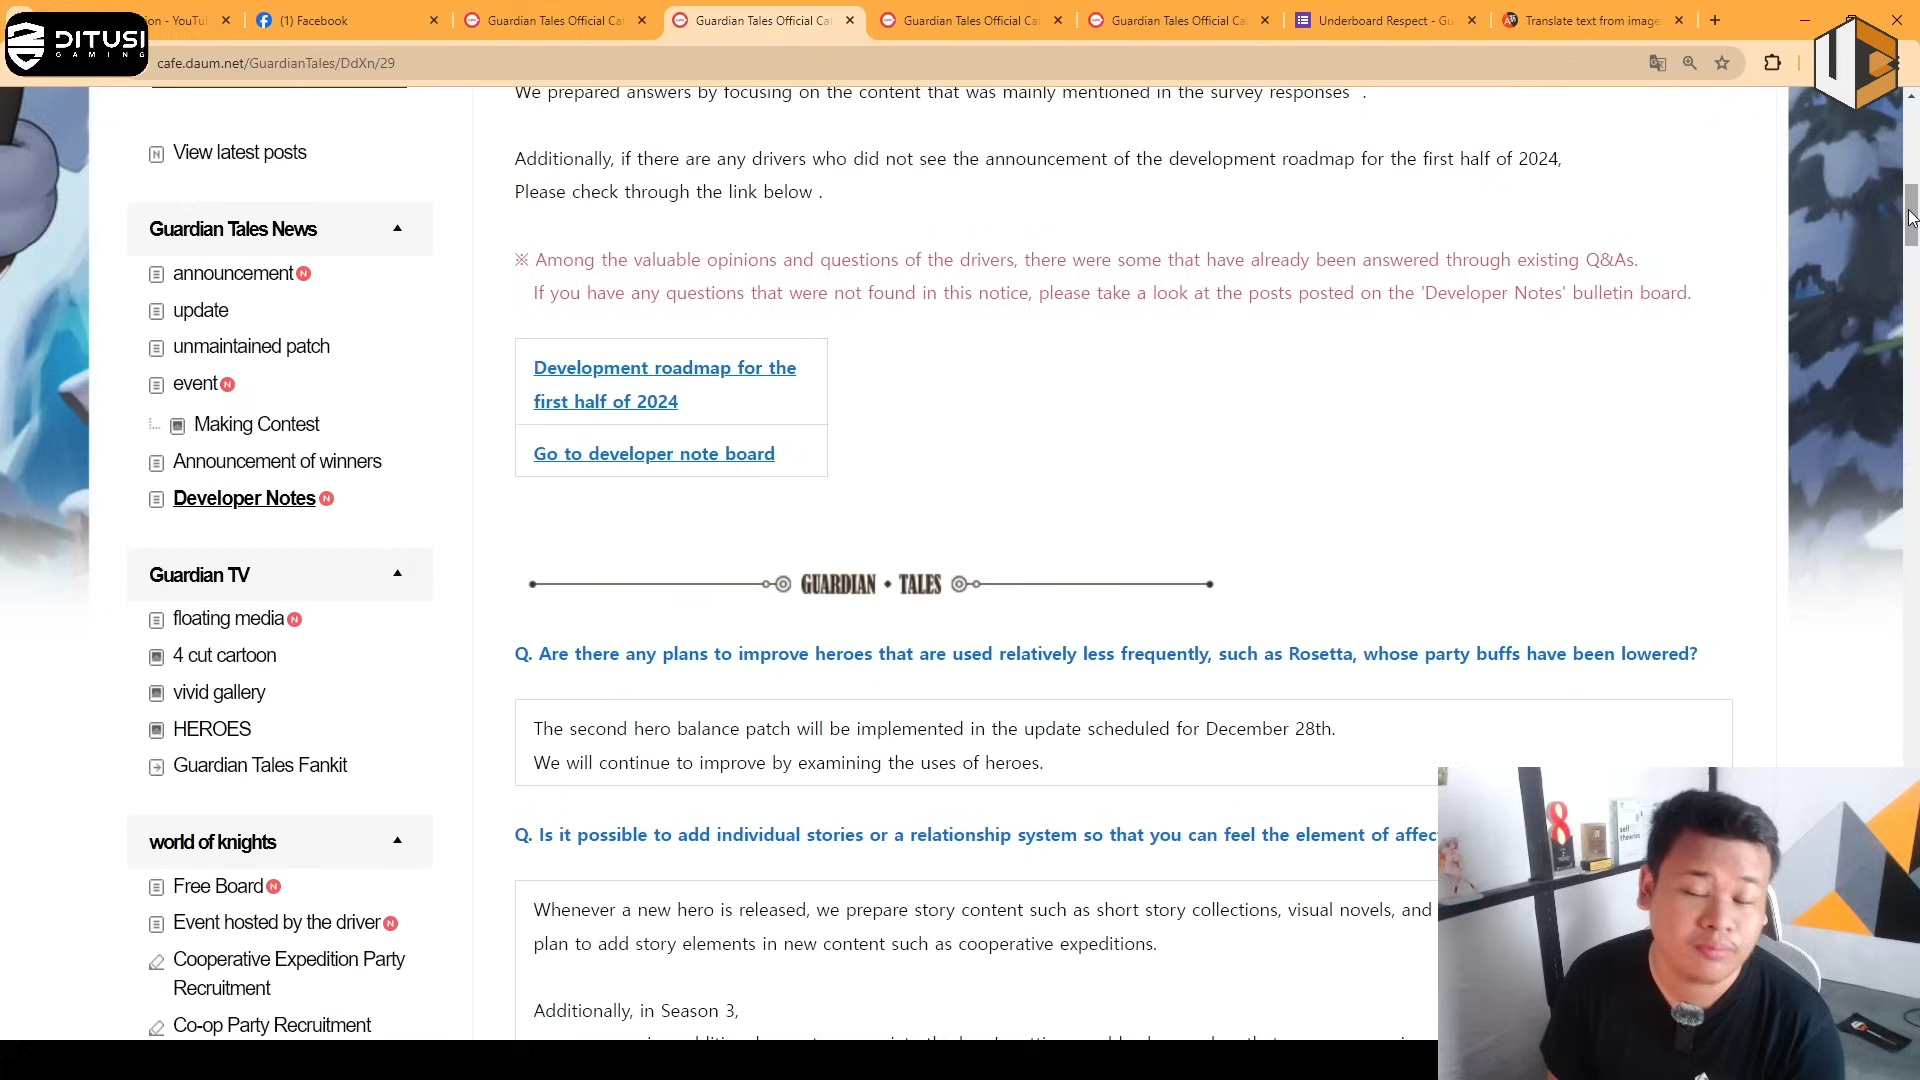 ion - YouTu
(1) Facebook
Guardian Tales Official Ca
Guardian Tales Official Ca
Guardian Tales Official Ca
Guardian Tales Official Ca
Underboard Respect - Gu
Translate text from image
DITUSI
GAMING
cafe.daum.net/GuardianTales/DdXn/29
We prepared answers by focusing on the content that was mainly mentioned in the survey responses .
View latest posts
Additionally, if there are any drivers who did not see the announcement of the development roadmap for the first half of 2024,
Please check through the link below .
Guardian Tales News
announcement N
update
unmaintained patch
event N
Making Contest
Announcement of winners
Developer Notes N
※ Among the valuable opinions and questions of the drivers, there were some that have already been answered through existing Q&As.
If you have any questions that were not found in this notice, please take a look at the posts posted on the 'Developer Notes' bulletin board.
Development roadmap for the
first half of 2024
Go to developer note board
Guardian TV
floating media N
4 cut cartoon
vivid gallery
HEROES
Guardian Tales Fankit
GUARDIAN • TALES
Q. Are there any plans to improve heroes that are used relatively less frequently, such as Rosetta, whose party buffs have been lowered?
The second hero balance patch will be implemented in the update scheduled for December 28th.
We will continue to improve by examining the uses of heroes.
world of knights
Free Board N
Event hosted by the driver N
Cooperative Expedition Party
Recruitment
Co-op Party Recruitment
Q. Is it possible to add individual stories or a relationship system so that you can feel the element of affec
Whenever a new hero is released, we prepare story content such as short story collections, visual novels, and
plan to add story elements in new content such as cooperative expeditions.
Additionally, in Season 3,
8
self
theories